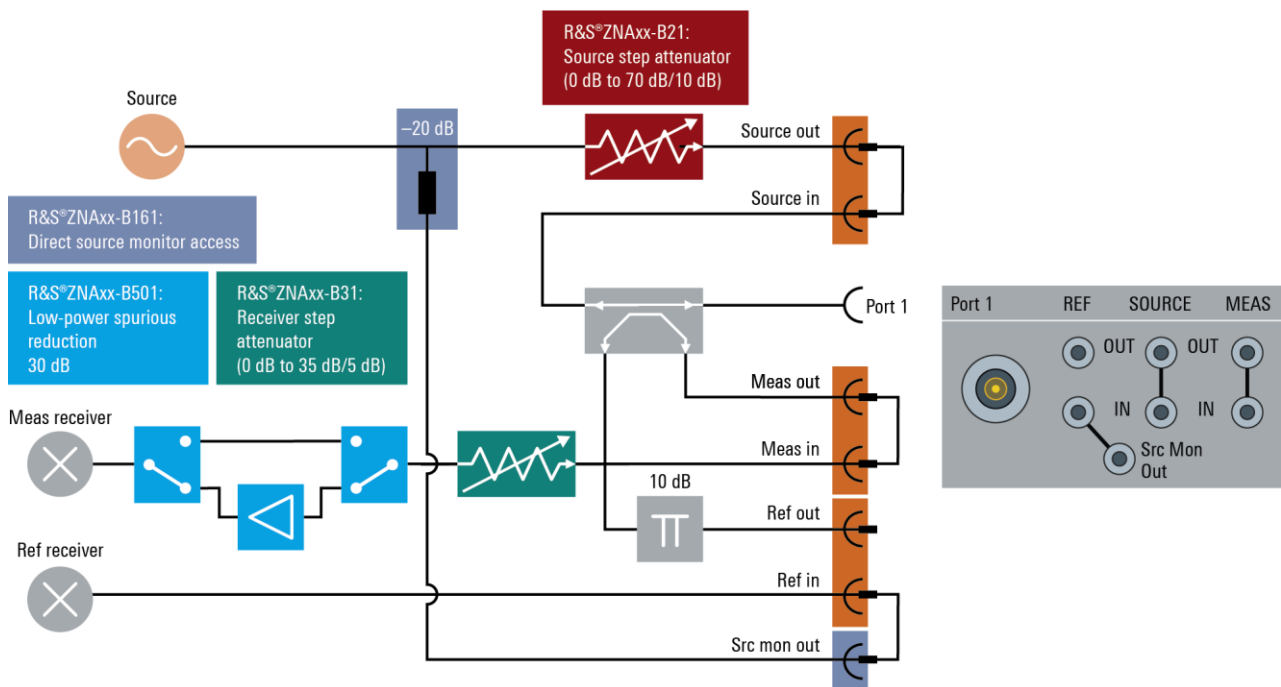 R&S®ZNAxx-B21:
Source step attenuator
(0 dB to 70 dB/10 dB)
Source
–20 dB
Source out
Source in
R&S®ZNAxx-B161:
Direct source monitor access
R&S®ZNAxx-B501:
Low-power spurious
reduction
30 dB
R&S®ZNAxx-B31:
Receiver step
attenuator
(0 dB to 35 dB/5 dB)
Port 1
Meas out
Meas receiver
Meas in
10 dB
Ref out
Ref receiver
Ref in
Src mon out
Port 1 REF SOURCE MEAS
OUT OUT
IN IN
Src Mon
Out